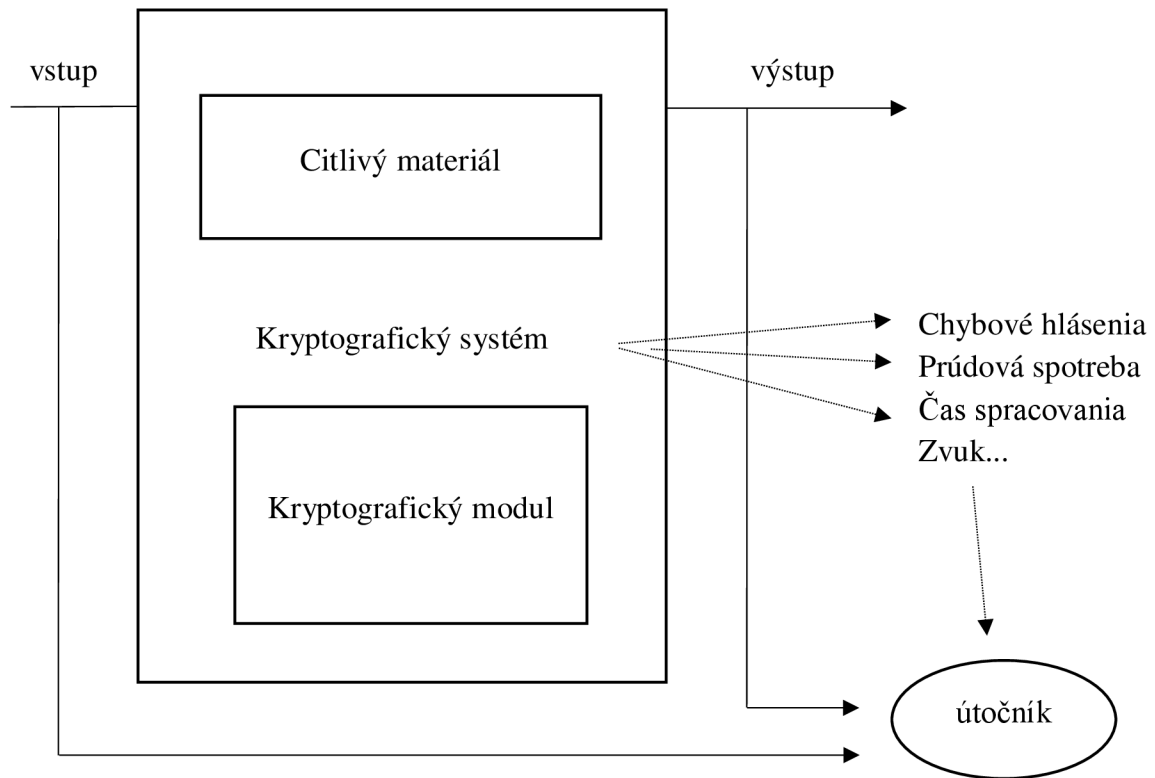 vstup
výstup
Citlivý materiál
Kryptografický systém
Chybové hlásenia
Prúdová spotreba
Čas spracovania
Zvuk...
Kryptografický modul
útočník